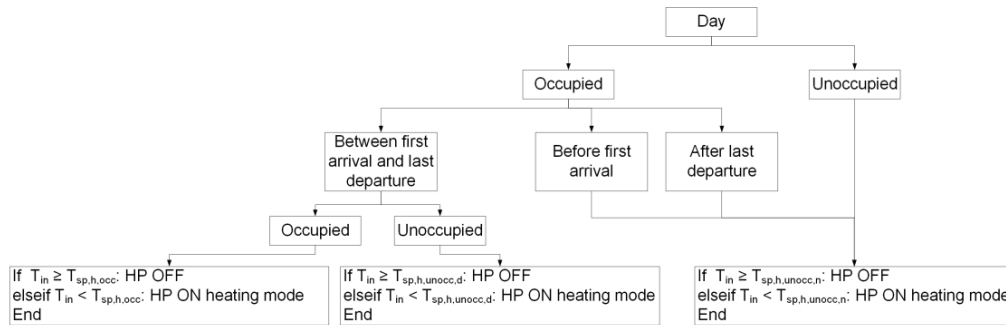 Day
Occupied
Unoccupied
Between first
arrival and last
departure
Before first
arrival
After last
departure
Occupied
Unoccupied
If T_in ≥ T_sp,h,occ: HP OFF
elseif T_in < T_sp,h,occ: HP ON heating mode
End
If T_in ≥ T_sp,h,unocc,d: HP OFF
elseif T_in < T_sp,h,unocc,d: HP ON heating mode
End
If T_in ≥ T_sp,h,unocc,n: HP OFF
elseif T_in < T_sp,h,unocc,n: HP ON heating mode
End